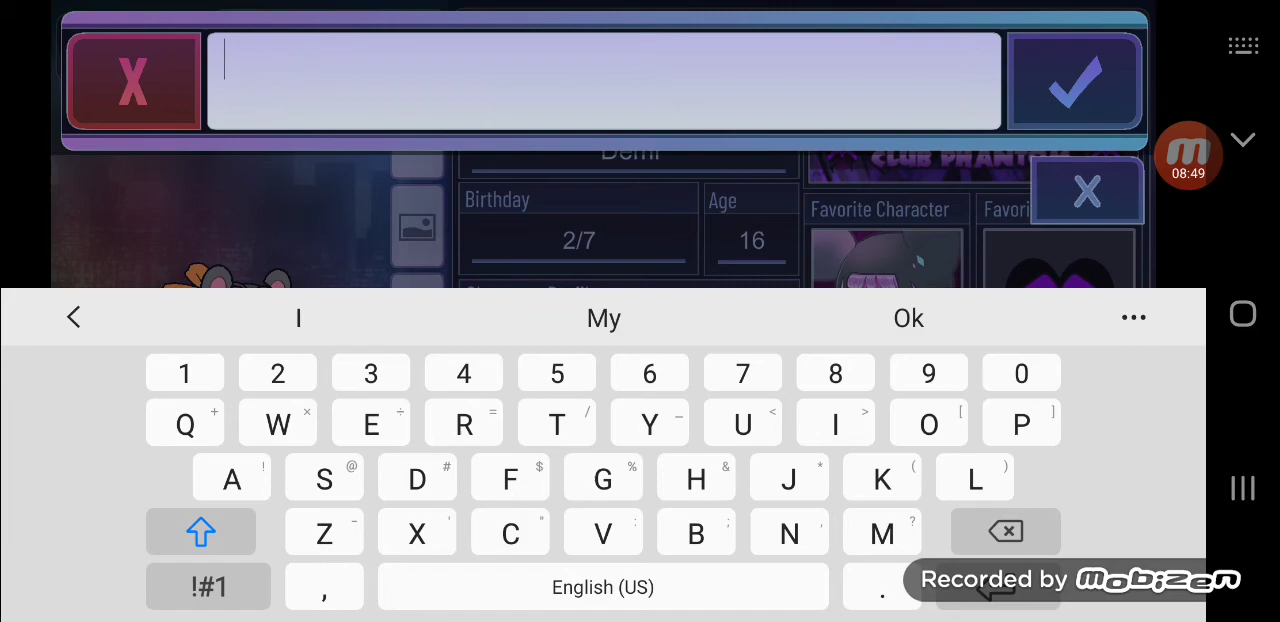 X
Demi
CLUB PHANTOM
08:49
X
Birthday
Age
Favorite Character
Favori
2/7
16
I
My
Ok
1 2 3 4 5 6 7 8 9 0
Q + W × E ÷ R = T / Y _ U < I > O [ P ]
A ! S @ D # F $ G % H & J * K ( L )
Z - X ' C " V : B ; N , M ?
!#1 , English (US) .
Recorded by mobizen